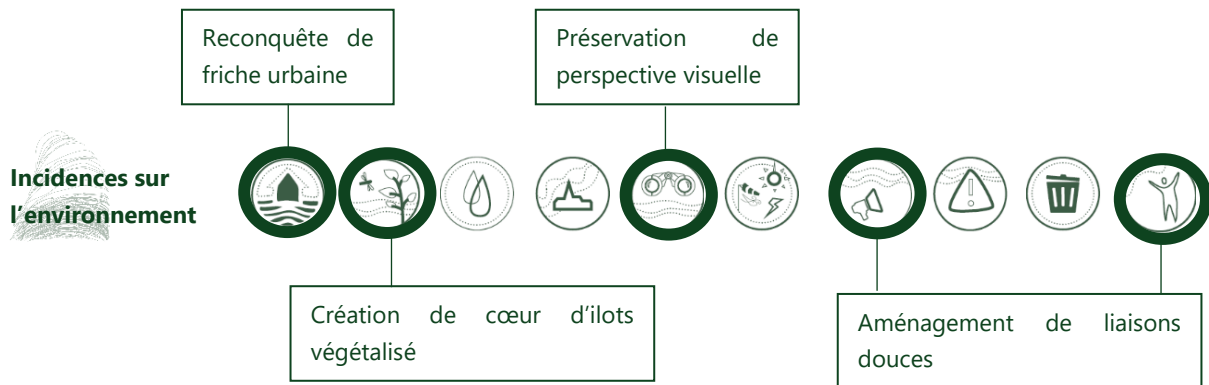 Reconquête de
friche urbaine
Préservation de
perspective visuelle
Incidences sur
l'environnement
Création de cœur d'ilots
végétalisé
Aménagement de liaisons
douces